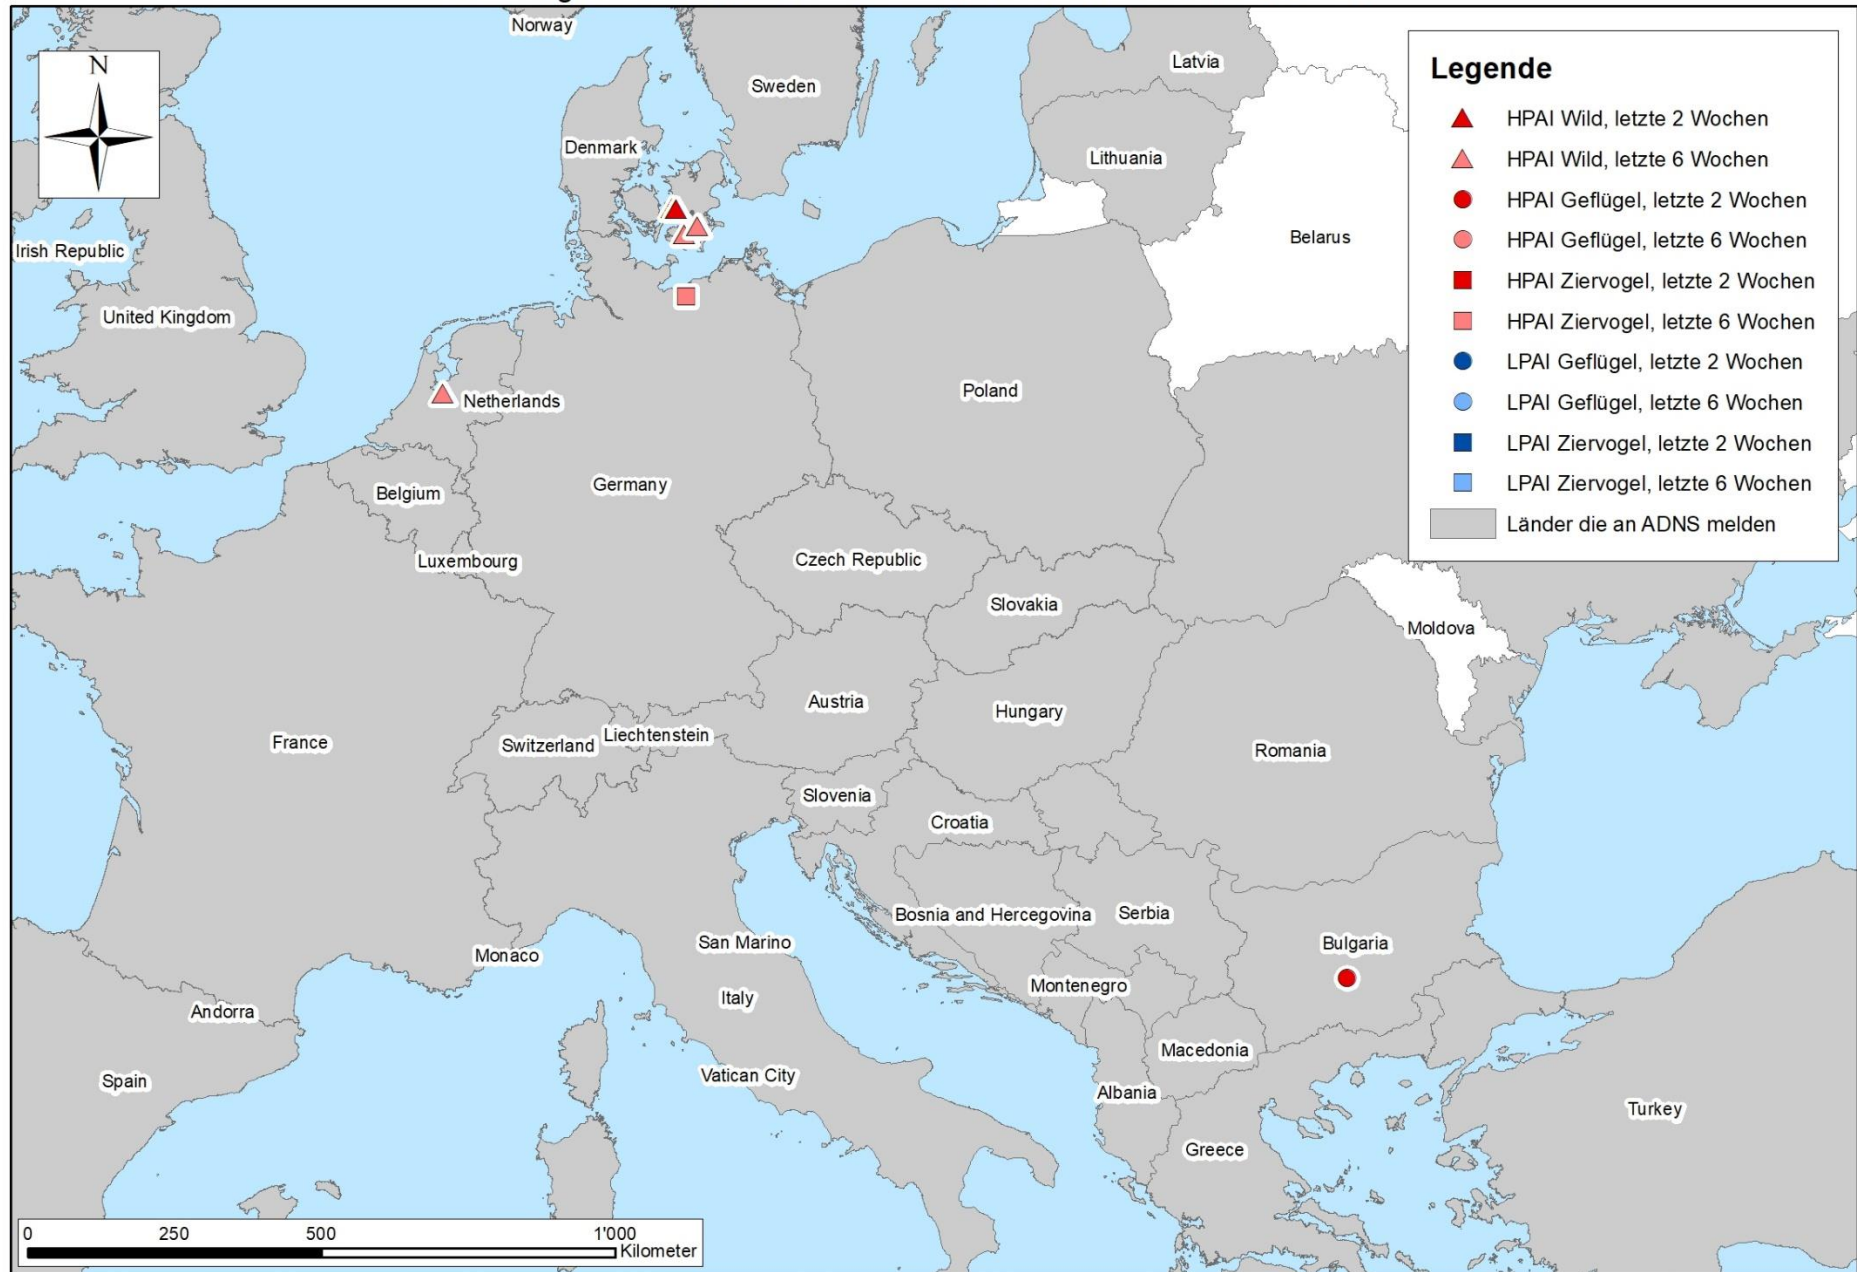 Norway
Latvia
Sweden
N
Denmark
Lithuania
Irish Republic
Belarus
United Kingdom
Netherlands
Poland
Belgium
Germany
Luxembourg
Czech Republic
Slovakia
Moldova
Austria
Hungary
France
Switzerland
Liechtenstein
Romania
Slovenia
Croatia
Bosnia and Hercegovina
Serbia
Bulgaria
San Marino
Monaco
Montenegro
Italy
Andorra
Macedonia
Spain
Vatican City
Albania
Turkey
Greece
0 250 500 1000
Kilometer
Legende
HPAI Wild, letzte 2 Wochen
HPAI Wild, letzte 6 Wochen
HPAI Geflügel, letzte 2 Wochen
HPAI Geflügel, letzte 6 Wochen
HPAI Ziervogel, letzte 2 Wochen
HPAI Ziervogel, letzte 6 Wochen
LPAI Geflügel, letzte 2 Wochen
LPAI Geflügel, letzte 6 Wochen
LPAI Ziervogel, letzte 2 Wochen
LPAI Ziervogel, letzte 6 Wochen
Länder die an ADNS melden